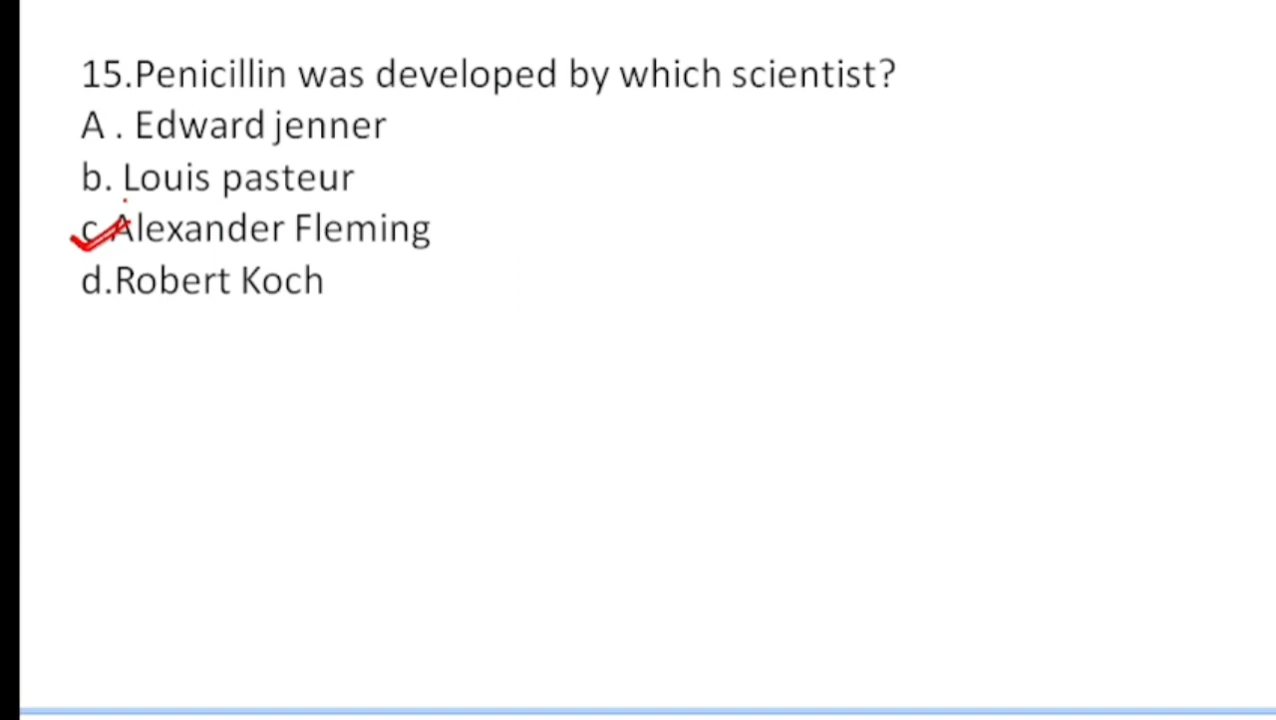 15.Penicillin was developed by which scientist?
A . Edward jenner
b. Louis pasteur
c.Alexander Fleming
d.Robert Koch